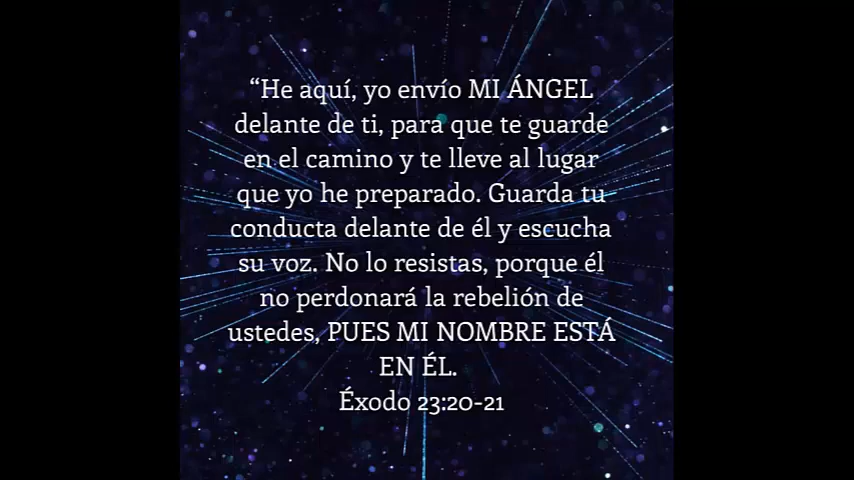 “He aquí, yo envío MI ÁNGEL
delante de ti, para que te guarde
en el camino y te lleve al lugar
que yo he preparado. Guarda tu
conducta delante de él y escucha
su voz. No lo resistas, porque él
no perdonará la rebelión de
ustedes, PUES MI NOMBRE ESTÁ
EN ÉL.
Éxodo 23:20-21